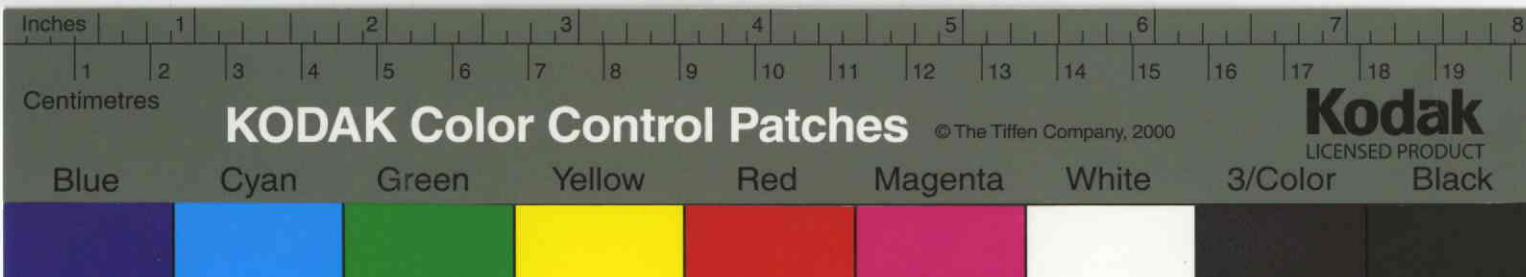 Inches 1 2 3 4 5 6 7 8
1 2 3 4 5 6 7 8 9 10 11 12 13 14 15 16 17 18 19
Centimetres
KODAK Color Control Patches © The Tiffen Company, 2000
Kodak
LICENSED PRODUCT
Blue Cyan Green Yellow Red Magenta White 3/Color Black